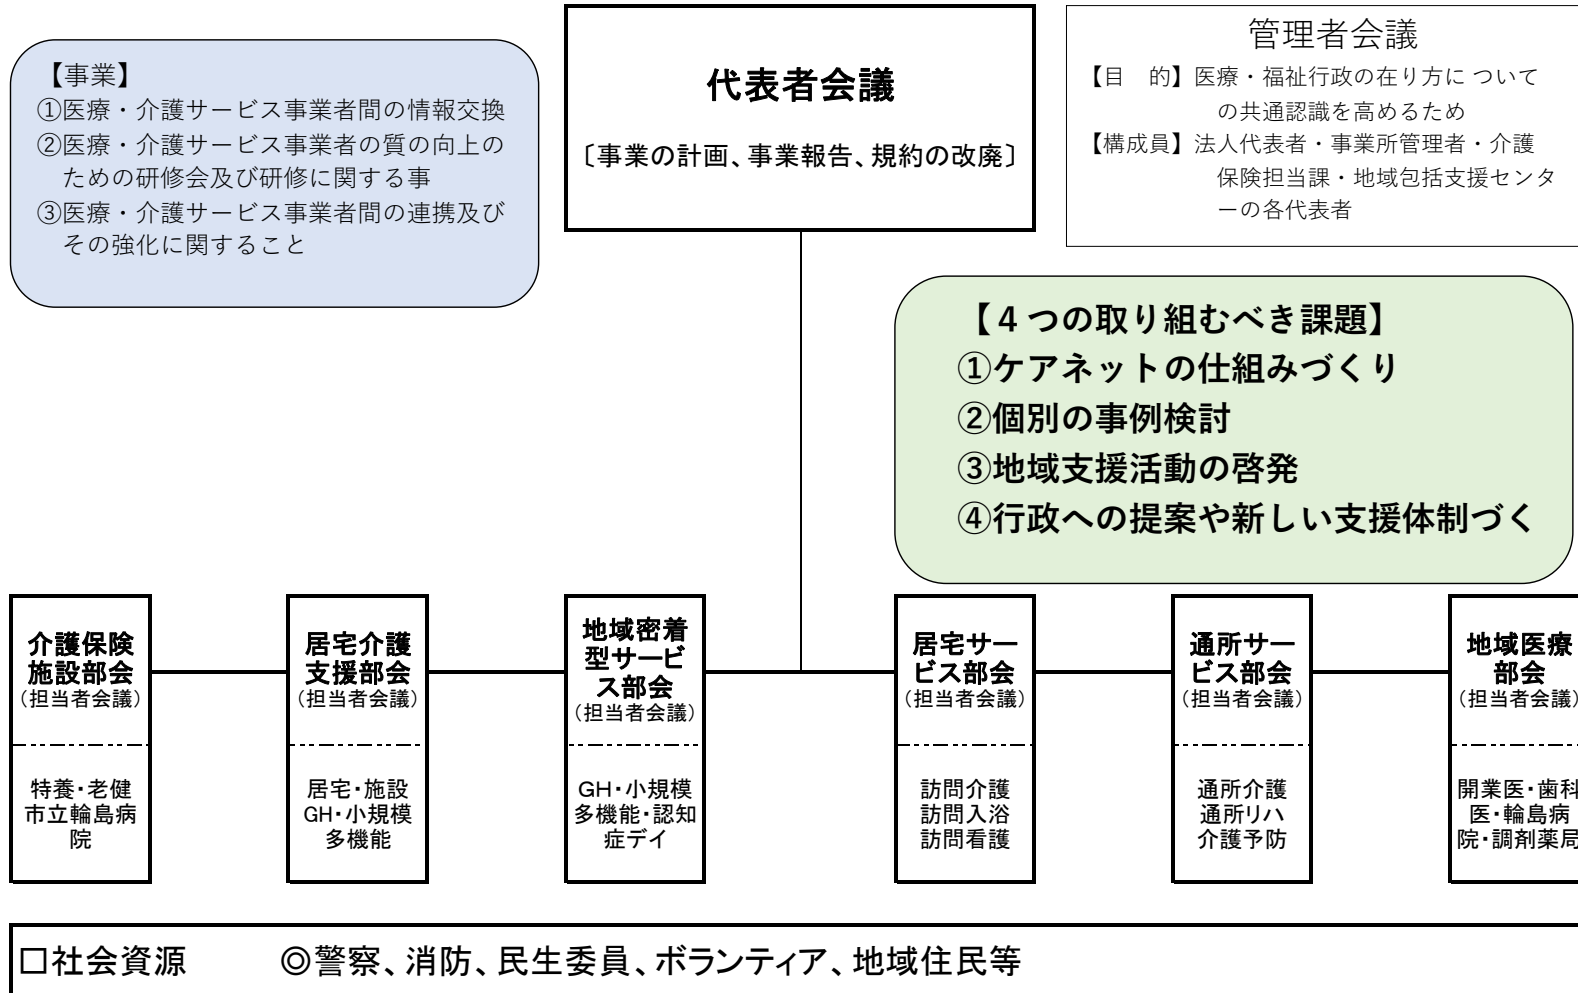 【事業】
①医療・介護サービス事業者間の情報交換
②医療・介護サービス事業者の質の向上の
ための研修会及び研修に関する事
③医療・介護サービス事業者間の連携及び
その強化に関すること
代表者会議
〔事業の計画、事業報告、規約の改廃〕
管理者会議
【目　的】医療・福祉行政の在り方に ついて
の共通認識を高めるため
【構成員】法人代表者・事業所管理者・介護
保険担当課・地域包括支援センタ
ーの各代表者
【４つの取り組むべき課題】
①ケアネットの仕組みづくり
②個別の事例検討
③地域支援活動の啓発
④行政への提案や新しい支援体制づく
介護保険
施設部会
（担当者会議）
特養・老健
市立輪島病
院
居宅介護
支援部会
（担当者会議）
居宅・施設
GH・小規模
多機能
地域密着
型サービ
ス部会
（担当者会議）
GH・小規模
多機能・認知
症デイ
居宅サー
ビス部会
（担当者会議）
訪問介護
訪問入浴
訪問看護
通所サー
ビス部会
（担当者会議）
通所介護
通所リハ
介護予防
地域医療
部会
（担当者会議）
開業医・歯科
医・輪島病
院・調剤薬局
□社会資源　　　◎警察、消防、民生委員、ボランティア、地域住民等